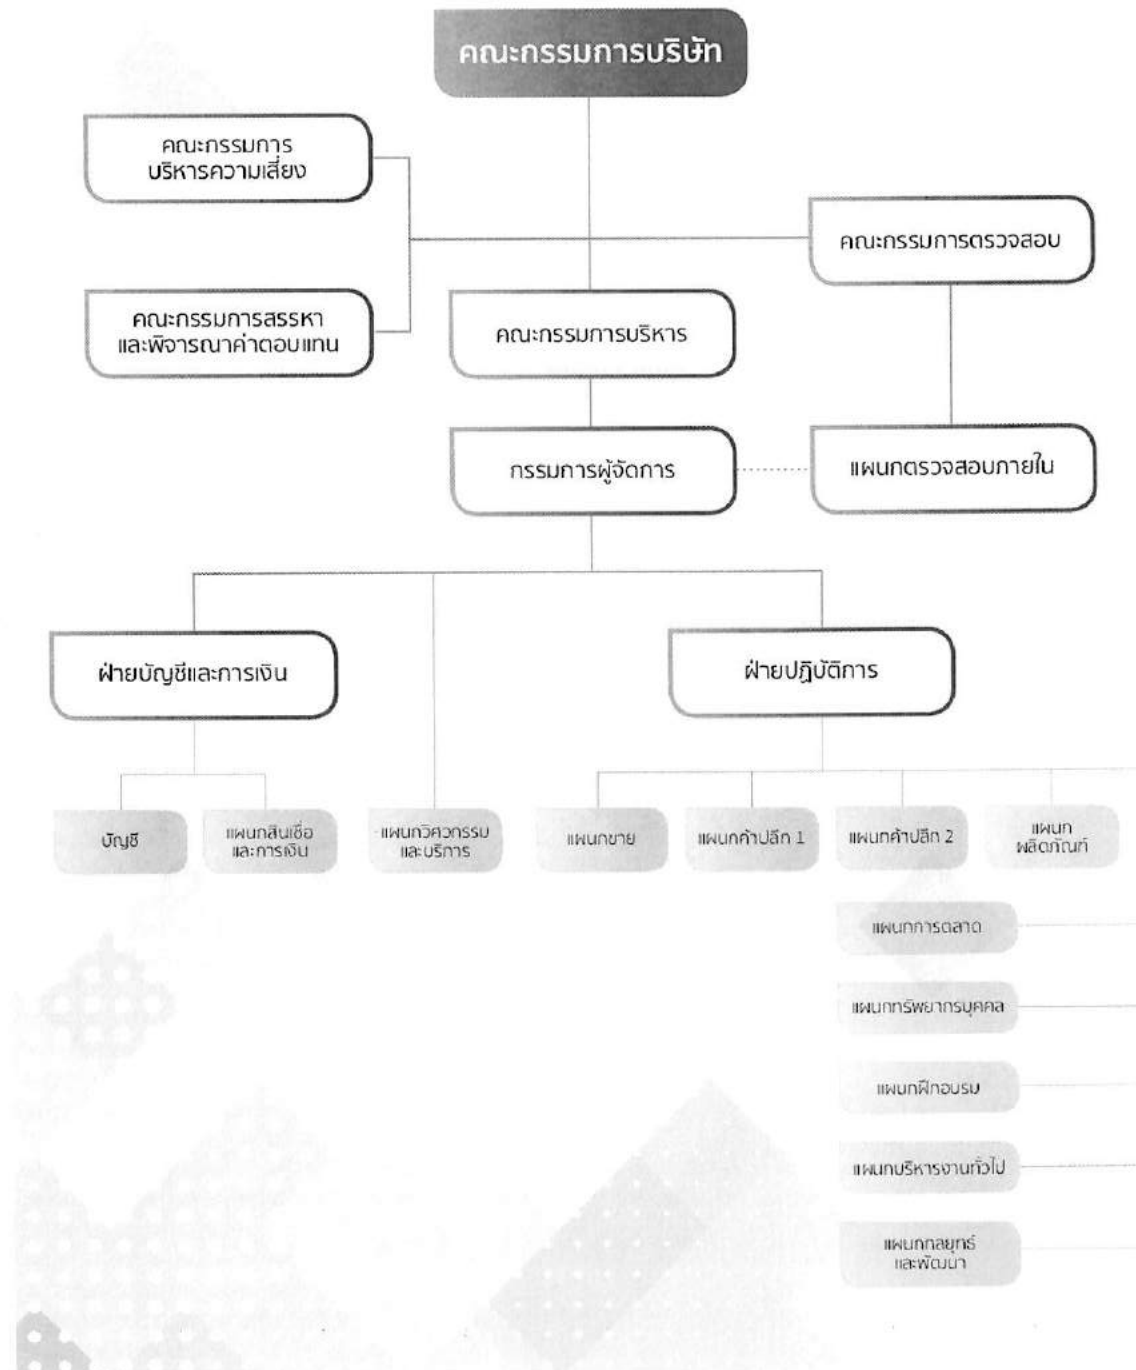 คณะกรรมการบริษัท
คณะกรรมการ
บริหารความเสี่ยง
คณะกรรมการตรวจสอบ
คณะกรรมการสรรหา
และพิจารณาค่าตอบแทน
คณะกรรมการบริหาร
กรรมการผู้จัดการ
แผนกตรวจสอบภายใน
ฝ่ายบัญชีและการเงิน
ฝ่ายปฏิบัติการ
บัญชี
แผนกสินเชื่อ
และการเงิน
แผนกวิศวกรรม
และบริการ
แผนกขาย
แผนกค้าปลีก 1
แผนกค้าปลีก 2
แผนก
ผลิตภัณฑ์
แผนกการตลาด
แผนกทรัพยากรบุคคล
แผนกฝึกอบรม
แผนกบริหารงานทั่วไป
แผนกกลยุทธ์
และพัฒนา